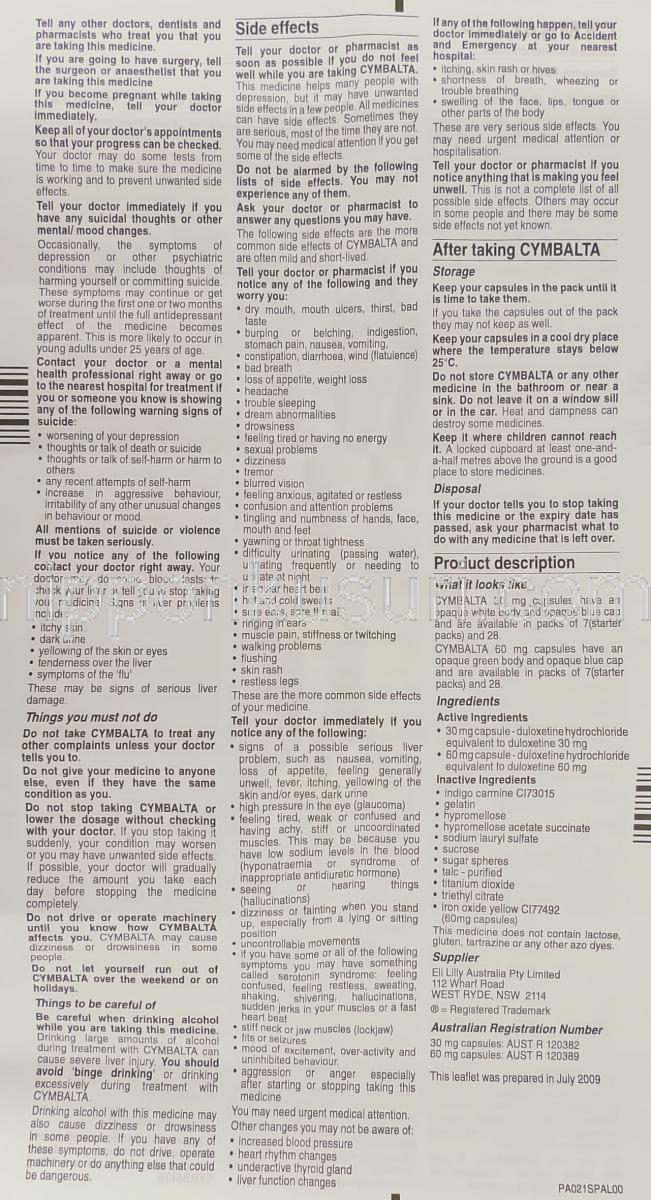 Tell any other doctors, dentists and
pharmacists who treat you that you
are taking this medicine.
If you are going to have surgery, tell
the surgeon or anaesthetist that you
are taking this medicine
If you become pregnant while taking
this medicine, tell your doctor
immediately.
Keep all of your doctor's appointments
so that your progress can be checked.
Your doctor may do some tests from
time to time to make sure the medicine
is working and to prevent unwanted side
effects.
Tell your doctor immediately if you
have any suicidal thoughts or other
mental/ mood changes.
Occasionally, the symptoms of
depression or other psychiatric
conditions may include thoughts of
harming yourself or committing suicide.
These symptoms may continue or get
worse during the first one or two months
of treatment until the full antidepressant
effect of the medicine becomes
apparent. This is more likely to occur in
young adults under 25 years of age.
Contact your doctor or a mental
health professional right away or go
to the nearest hospital for treatment if
you or someone you know is showing
any of the following warning signs of
suicide:
• worsening of your depression
• thoughts or talk of death or suicide
• thoughts or talk of self-harm or harm to
others
• any recent attempts of self-harm
• increase in aggressive behaviour,
irritability of any other unusual changes
in behaviour or mood.
All mentions of suicide or violence
must be taken seriously.
If you notice any of the following
contact your doctor right away. Your
doctor may do some blood tests to
check your liver or tell you to stop taking
your medicine. Signs of liver problems
include:
• itchy skin
• dark urine
• yellowing of the skin or eyes
• tenderness over the liver
• symptoms of the 'flu'
These may be signs of serious liver
damage.
Things you must not do
Do not take CYMBALTA to treat any
other complaints unless your doctor
tells you to.
Do not give your medicine to anyone
else, even if they have the same
condition as you.
Do not stop taking CYMBALTA or
lower the dosage without checking
with your doctor. If you stop taking it
suddenly, your condition may worsen
or you may have unwanted side effects.
If possible, your doctor will gradually
reduce the amount you take each
day before stopping the medicine
completely.
Do not drive or operate machinery
until you know how CYMBALTA
affects you. CYMBALTA may cause
dizziness or drowsiness in some
people.
Do not let yourself run out of
CYMBALTA over the weekend or on
holidays.
Things to be careful of
Be careful when drinking alcohol
while you are taking this medicine.
Drinking large amounts of alcohol
during treatment with CYMBALTA can
cause severe liver injury. You should
avoid 'binge drinking' or drinking
excessively during treatment with
CYMBALTA.
Drinking alcohol with this medicine may
also cause dizziness or drowsiness
in some people. If you have any of
these symptoms, do not drive, operate
machinery or do anything else that could
be dangerous.
Side effects
Tell your doctor or pharmacist as
soon as possible if you do not feel
well while you are taking CYMBALTA.
This medicine helps many people with
depression, but it may have unwanted
side effects in a few people. All medicines
can have side effects. Sometimes they
are serious, most of the time they are not.
You may need medical attention if you get
some of the side effects.
Do not be alarmed by the following
lists of side effects. You may not
experience any of them.
Ask your doctor or pharmacist to
answer any questions you may have.
The following side effects are the more
common side effects of CYMBALTA and
are often mild and short-lived.
Tell your doctor or pharmacist if you
notice any of the following and they
worry you:
• dry mouth, mouth ulcers, thirst, bad
taste
• burping or belching, indigestion,
stomach pain, nausea, vomiting,
• constipation, diarrhoea, wind (flatulence)
• bad breath
• loss of appetite, weight loss
• headache
• trouble sleeping
• dream abnormalities
• drowsiness
• feeling tired or having no energy
• sexual problems
• dizziness
• tremor
• blurred vision
• feeling anxious, agitated or restless
• confusion and attention problems
• tingling and numbness of hands, face,
mouth and feet
• yawning or throat tightness
• difficulty urinating (passing water),
urinating frequently or needing to
urinate at night
• irregular heart beat
• hot and cold sweats
• sore ears, sore throat
• ringing in ears
• muscle pain, stiffness or twitching
• walking problems
• flushing
• skin rash
• restless legs
These are the more common side effects
of your medicine.
Tell your doctor immediately if you
notice any of the following:
• signs of a possible serious liver
problem, such as nausea, vomiting,
loss of appetite, feeling generally
unwell, fever, itching, yellowing of the
skin and/or eyes, dark urine
• high pressure in the eye (glaucoma)
• feeling tired, weak or confused and
having achy, stiff or uncoordinated
muscles. This may be because you
have low sodium levels in the blood
(hyponatraemia or syndrome of
inappropriate antidiuretic hormone)
• seeing or hearing things
(hallucinations)
• dizziness or fainting when you stand
up, especially from a lying or sitting
position
• uncontrollable movements
• if you have some or all of the following
symptoms you may have something
called serotonin syndrome: feeling
confused, feeling restless, sweating,
shaking, shivering, hallucinations,
sudden jerks in your muscles or a fast
heart beat
• stiff neck or jaw muscles (lockjaw)
• fits or seizures
• mood of excitement, over-activity and
uninhibited behaviour.
• aggression or anger especially
after starting or stopping taking this
medicine
You may need urgent medical attention.
Other changes you may not be aware of:
• increased blood pressure
• heart rhythm changes
• underactive thyroid gland
• liver function changes
If any of the following happen, tell your
doctor immediately or go to Accident
and Emergency at your nearest
hospital:
• itching, skin rash or hives
• shortness of breath, wheezing or
trouble breathing
• swelling of the face, lips, tongue or
other parts of the body
These are very serious side effects. You
may need urgent medical attention or
hospitalisation.
Tell your doctor or pharmacist if you
notice anything that is making you feel
unwell. This is not a complete list of all
possible side effects. Others may occur
in some people and there may be some
side effects not yet known.
After taking CYMBALTA
Storage
Keep your capsules in the pack until it
is time to take them.
If you take the capsules out of the pack
they may not keep as well.
Keep your capsules in a cool dry place
where the temperature stays below
25°C.
Do not store CYMBALTA or any other
medicine in the bathroom or near a
sink. Do not leave it on a window sill
or in the car. Heat and dampness can
destroy some medicines.
Keep it where children cannot reach
it. A locked cupboard at least one-and-
a-half metres above the ground is a good
place to store medicines.
Disposal
If your doctor tells you to stop taking
this medicine or the expiry date has
passed, ask your pharmacist what to
do with any medicine that is left over.
Product description
What it looks like
CYMBALTA 30 mg capsules have an
opaque white body and opaque blue cap
and are available in packs of 7(starter
packs) and 28.
CYMBALTA 60 mg capsules have an
opaque green body and opaque blue cap
and are available in packs of 7(starter
packs) and 28.
Ingredients
Active Ingredients
• 30 mg capsule - duloxetine hydrochloride
equivalent to duloxetine 30 mg
• 60 mg capsule - duloxetine hydrochloride
equivalent to duloxetine 60 mg
Inactive Ingredients
• indigo carmine CI73015
• gelatin
• hypromellose
• hypromellose acetate succinate
• sodium lauryl sulfate
• sucrose
• sugar spheres
• talc - purified
• titanium dioxide
• triethyl citrate
• iron oxide yellow CI77492
(60mg capsules)
This medicine does not contain lactose,
gluten, tartrazine or any other azo dyes.
Supplier
Eli Lilly Australia Pty Limited
112 Wharf Road
WEST RYDE, NSW 2114
® = Registered Trademark
Australian Registration Number
30 mg capsules: AUST R 120382
60 mg capsules: AUST R 120389
This leaflet was prepared in July 2009
PA021SPAL00